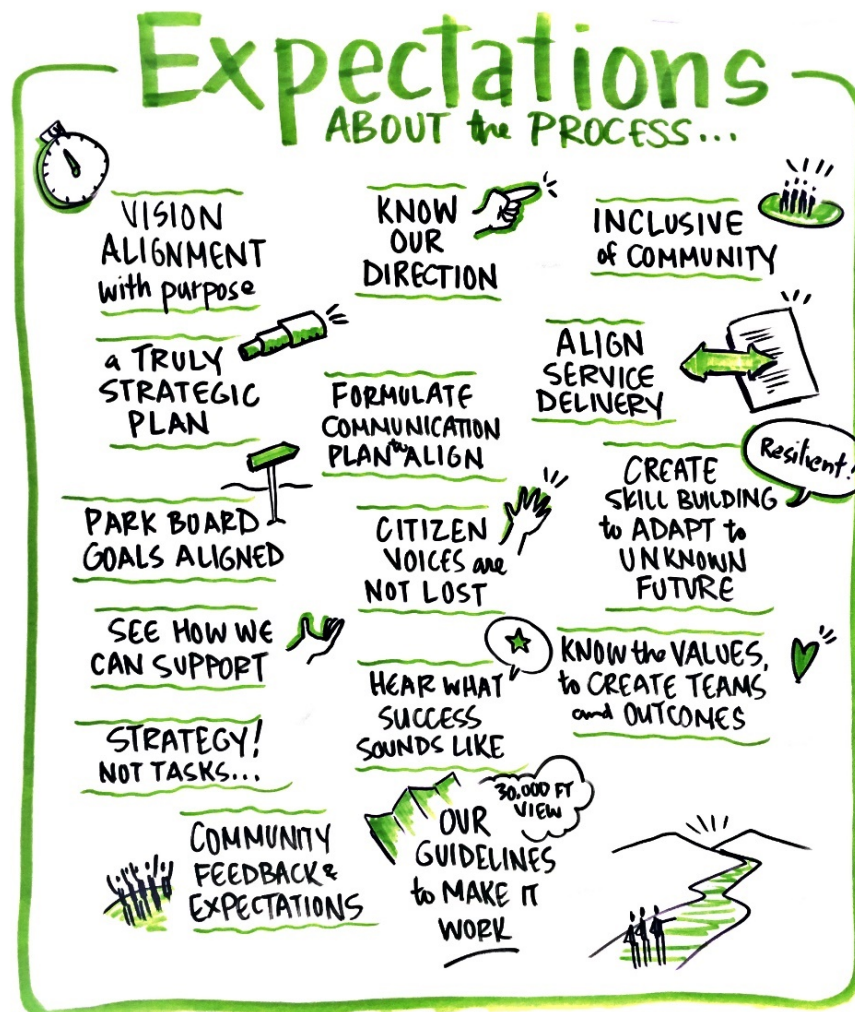 Expectations
ABOUT the PROCESS...
VISION
ALIGNMENT
with purpose
KNOW
OUR
DIRECTION
INCLUSIVE
of COMMUNITY
a TRULY
STRATEGIC
PLAN
FORMULATE
COMMUNICATION
PLAN to ALIGN
ALIGN
SERVICE
DELIVERY
PARK BOARD
GOALS ALIGNED
CITIZEN
VOICES are
NOT LOST
Resilient!
CREATE
SKILL BUILDING
to ADAPT to
UNKNOWN
FUTURE
SEE HOW WE
CAN SUPPORT
HEAR WHAT
SUCCESS
SOUNDS LIKE
KNOW the VALUES,
to CREATE TEAMS
and OUTCOMES
STRATEGY!
NOT TASKS...
COMMUNITY
FEEDBACK &
EXPECTATIONS
30,000 FT
VIEW
OUR
GUIDELINES
to MAKE IT
WORK